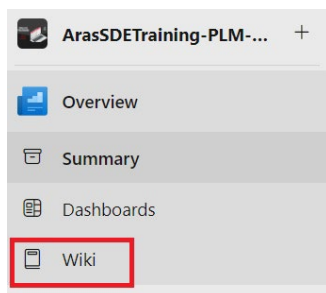 ArasSDETraining-PLM-... +
Overview
Summary
Dashboards
Wiki